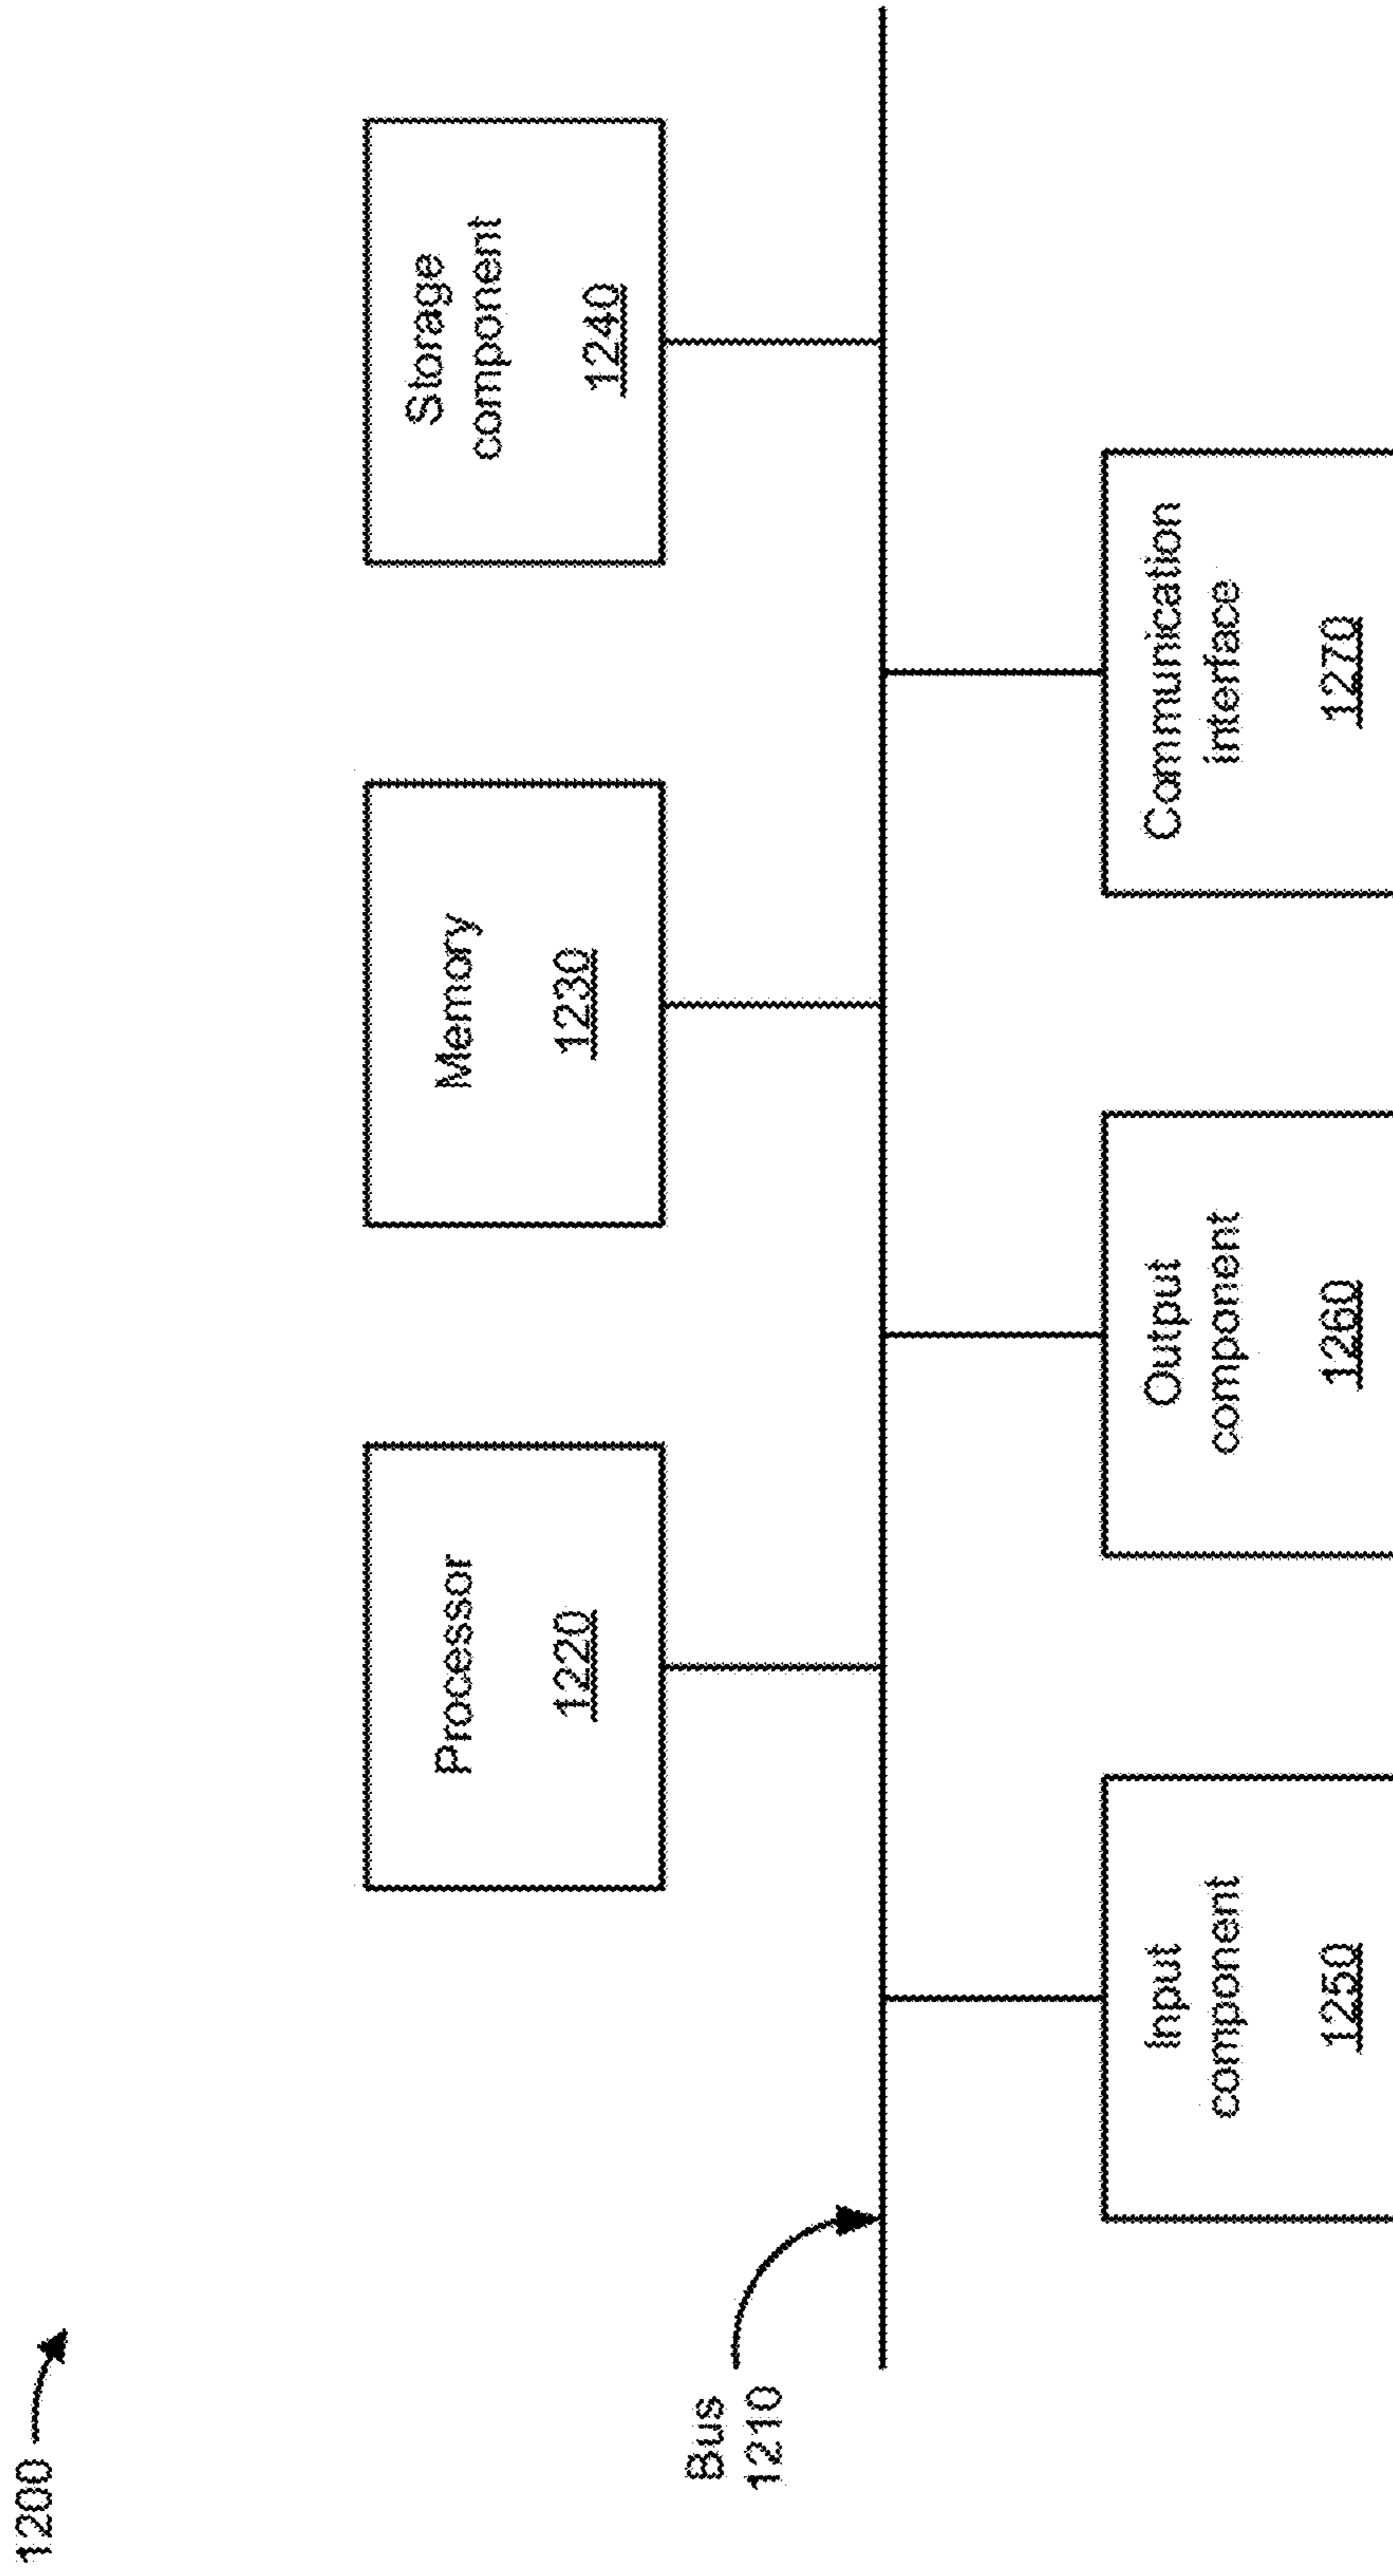 1200
Bus
1210
Processor
1220
Memory
1230
Storage
component
1240
Input
component
1250
Output
component
1260
Communication
interface
1270